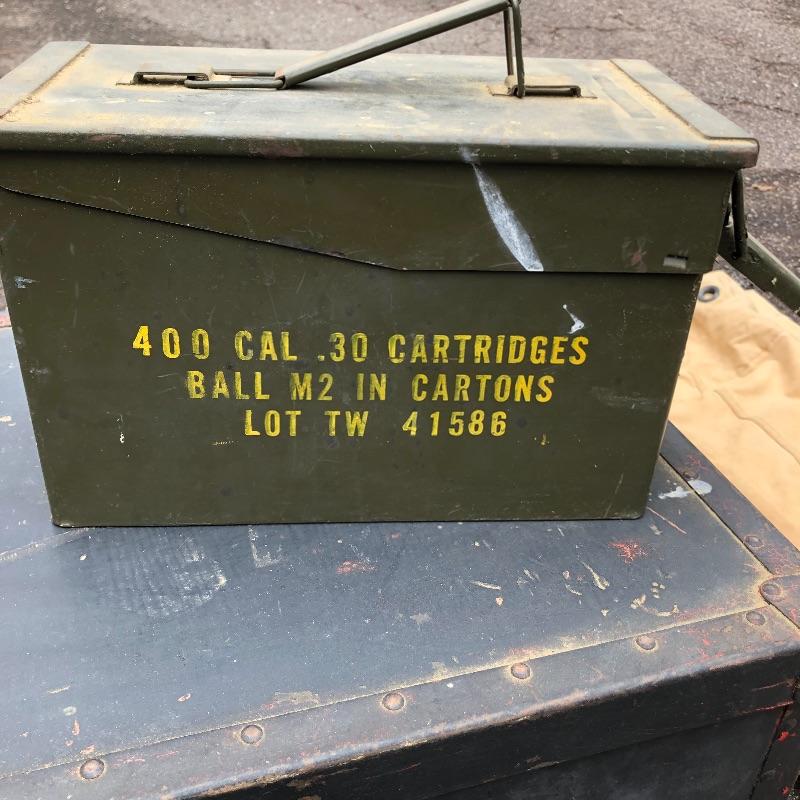 400 CAL .30 CARTRIDGES
BALL M2 IN CARTONS
LOT TW 41586